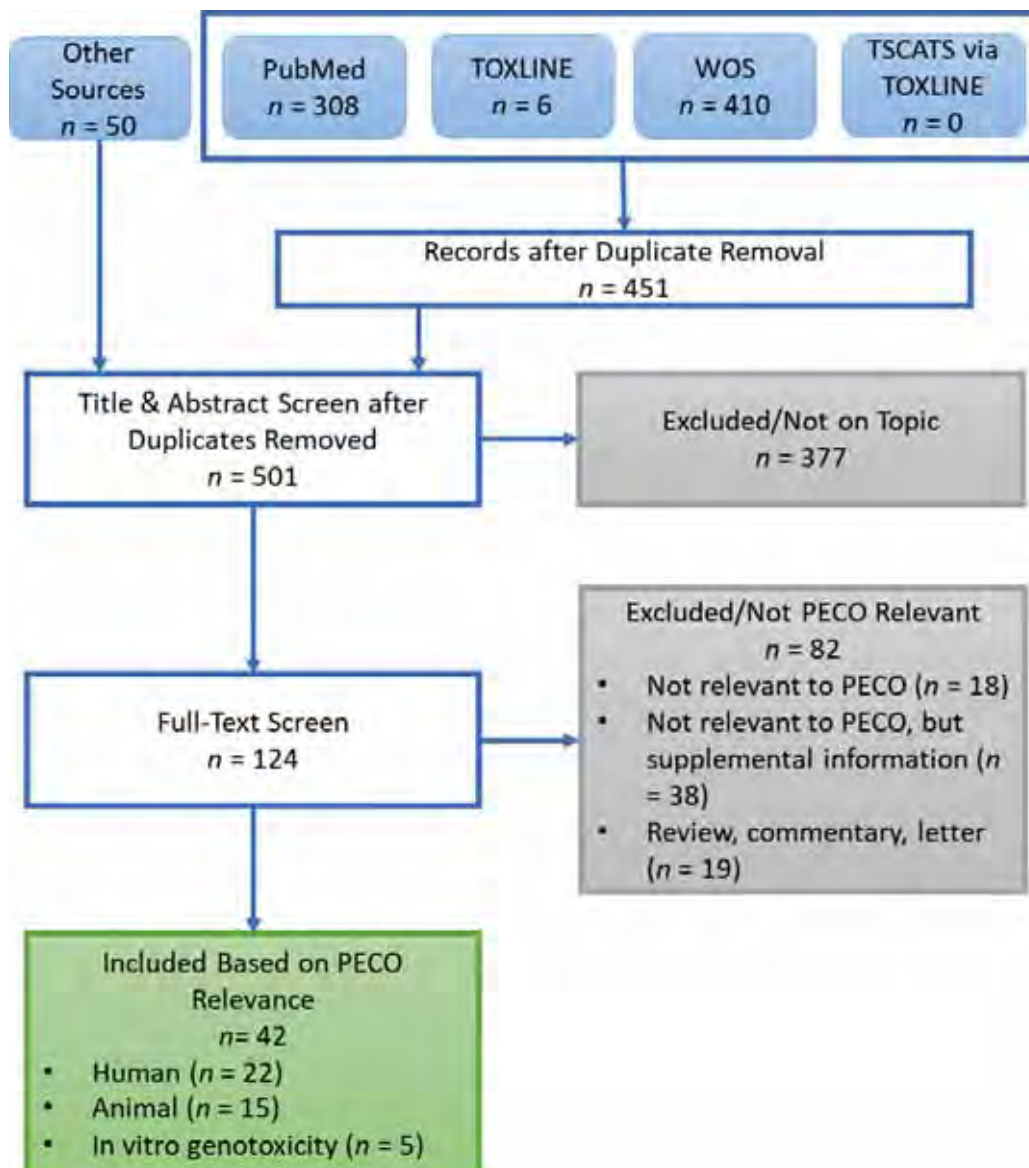 Other
Sources
n = 50
PubMed
n = 308
TOXLINE
n = 6
WOS
n = 410
TSCATS via
TOXLINE
n = 0
Records after Duplicate Removal
n = 451
Title & Abstract Screen after
Duplicates Removed
n = 501
Excluded/Not on Topic
n = 377
Full-Text Screen
n = 124
Excluded/Not PECO Relevant
n = 82
• Not relevant to PECO (n = 18)
• Not relevant to PECO, but
supplemental information (n
= 38)
• Review, commentary, letter
(n = 19)
Included Based on PECO
Relevance
n= 42
• Human (n = 22)
• Animal (n = 15)
• In vitro genotoxicity (n = 5)